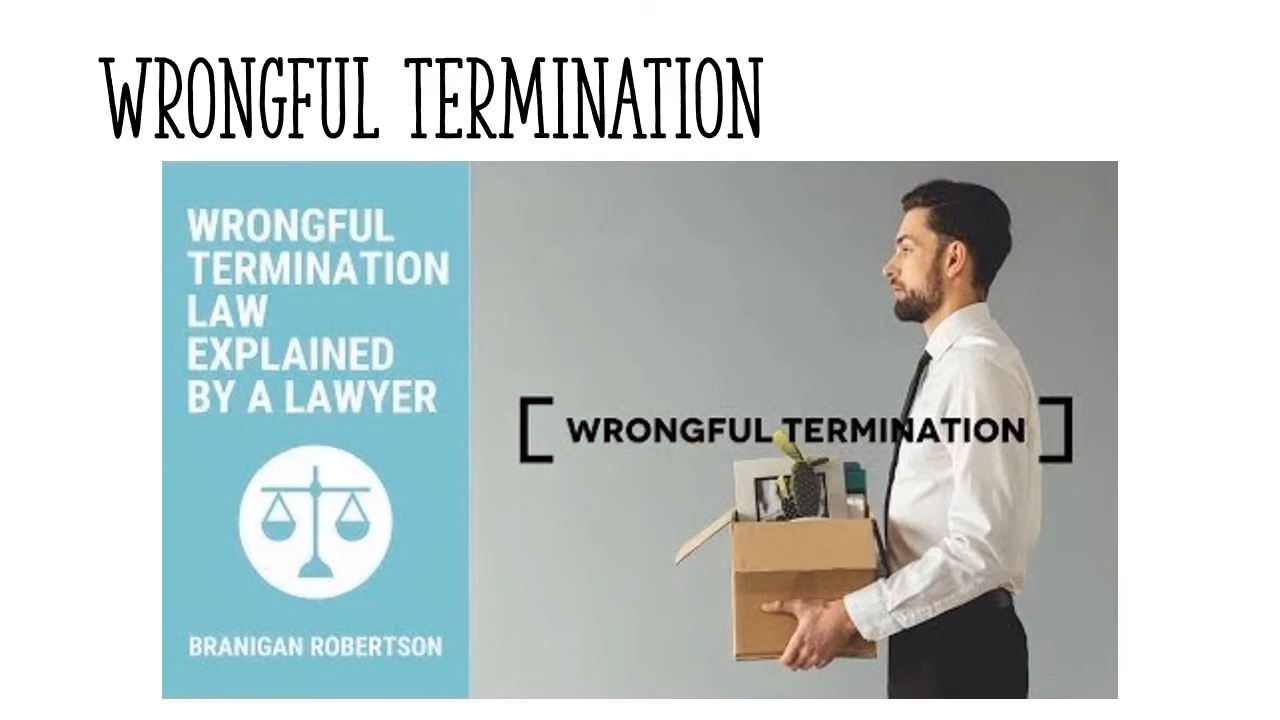 WRONGFUL TERMINATION
WRONGFUL
TERMINATION
LAW
EXPLAINED
BY A LAWYER
BRANIGAN ROBERTSON
[WRONGFUL TERMINATION]